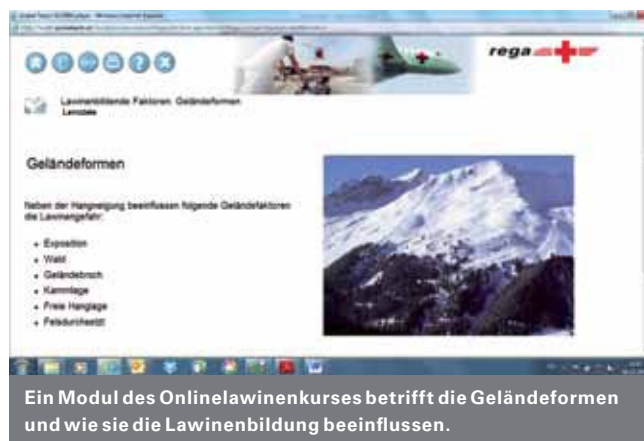 rega
Lawinenbildende Faktoren: Geländeformen
Lernziele
Geländeformen
Neben der Hangneigung beeinflussen folgende Geländefaktoren
die Lawinengefahr:
• Exposition
• Wald
• Geländebruch
• Kammlage
• Freie Hanglage
• Felsdurchsetzt
Ein Modul des Onlinelawinenkurses betrifft die Geländeformen
und wie sie die Lawinenbildung beeinflussen.